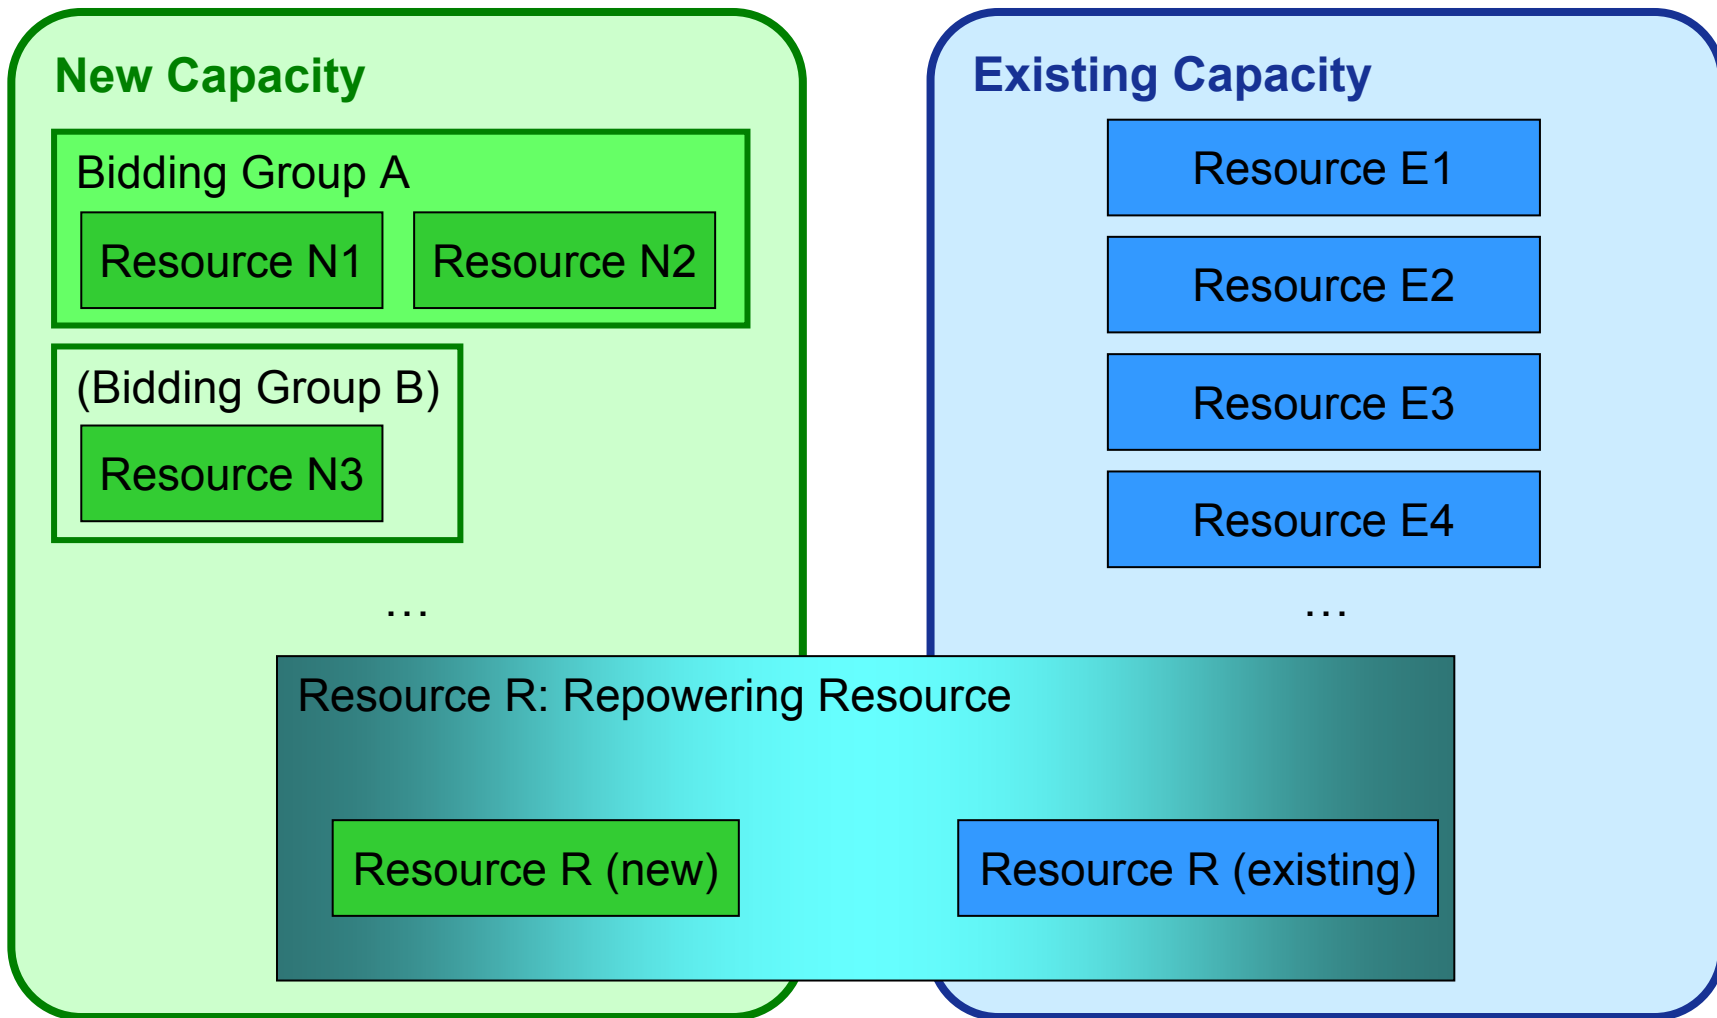 New Capacity
Bidding Group A
Resource N1
Resource N2
(Bidding Group B)
Resource N3
…
Existing Capacity
Resource E1
Resource E2
Resource E3
Resource E4
…
Resource R: Repowering Resource
Resource R (new)
Resource R (existing)